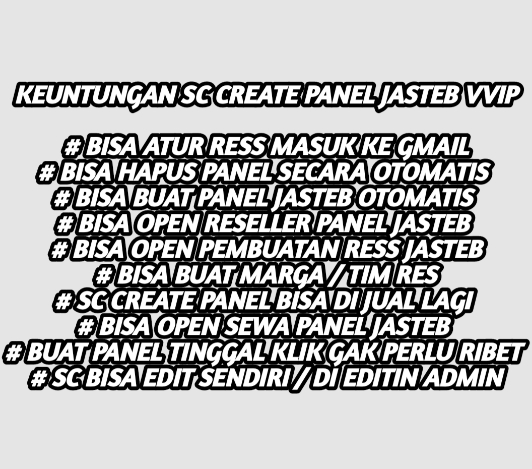 KEUNTUNGAN SC CREATE PANEL JASTEB VVIP
# BISA ATUR RESS MASUK KE GMAIL
# BISA HAPUS PANEL SECARA OTOMATIS
# BISA BUAT PANEL JASTEB OTOMATIS
# BISA OPEN RESELLER PANEL JASTEB
# BISA OPEN PEMBUATAN RESS JASTEB
# BISA BUAT MARGA / TIM RES
# SC CREATE PANEL BISA DI JUAL LAGI
# BISA OPEN SEWA PANEL JASTEB
# BUAT PANEL TINGGAL KLIK GAK PERLU RIBET
# SC BISA EDIT SENDIRI / DI EDITIN ADMIN